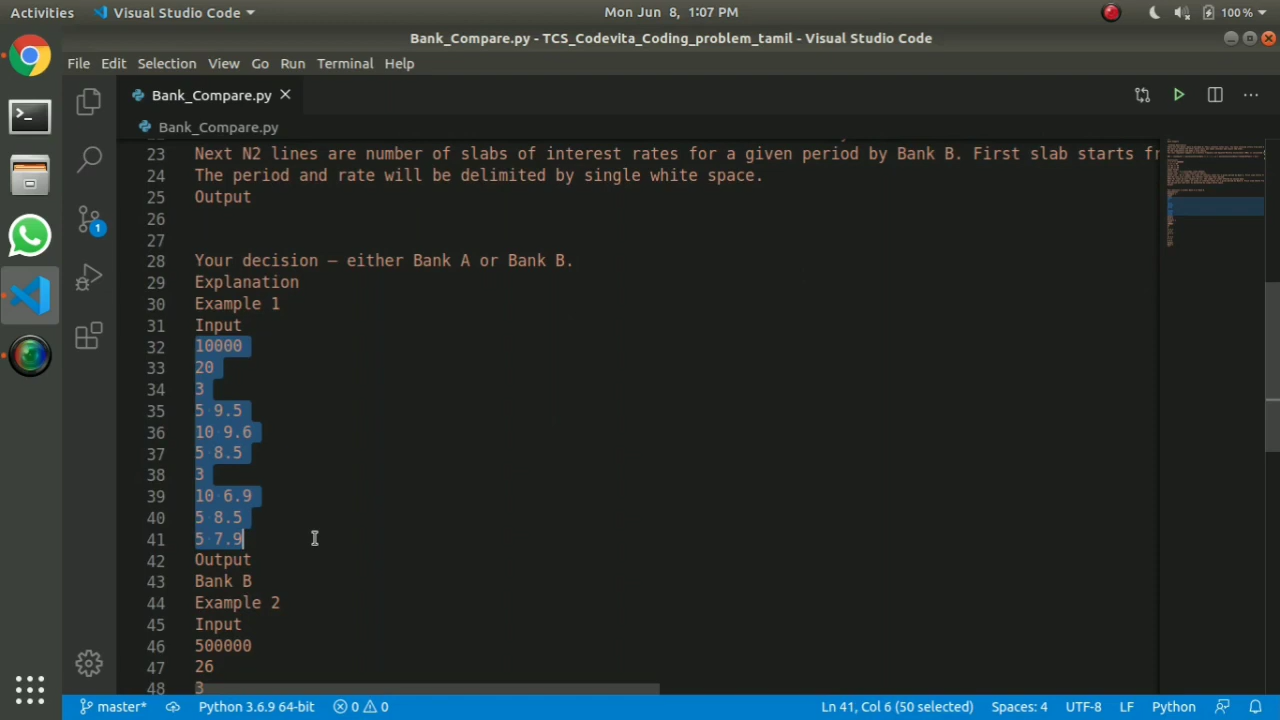 Activities
Visual Studio Code
Mon Jun 8, 1:07 PM
100%
Bank_Compare.py - TCS_Codevita_Coding_problem_tamil - Visual Studio Code
File Edit Selection View Go Run Terminal Help
Bank_Compare.py
Bank_Compare.py
23 Next N2 lines are number of slabs of interest rates for a given period by Bank B. First slab starts fr
24 The period and rate will be delimited by single white space.
25 Output
26
27
28 Your decision – either Bank A or Bank B.
29 Explanation
30 Example 1
31 Input
32 10000
33 20
34 3
35 5 9.5
36 10 9.6
37 5 8.5
38 3
39 10 6.9
40 5 8.5
41 5 7.9
42 Output
43 Bank B
44 Example 2
45 Input
46 500000
47 26
48 3
1
master* Python 3.6.9 64-bit 0 0 Ln 41, Col 6 (50 selected) Spaces: 4 UTF-8 LF Python